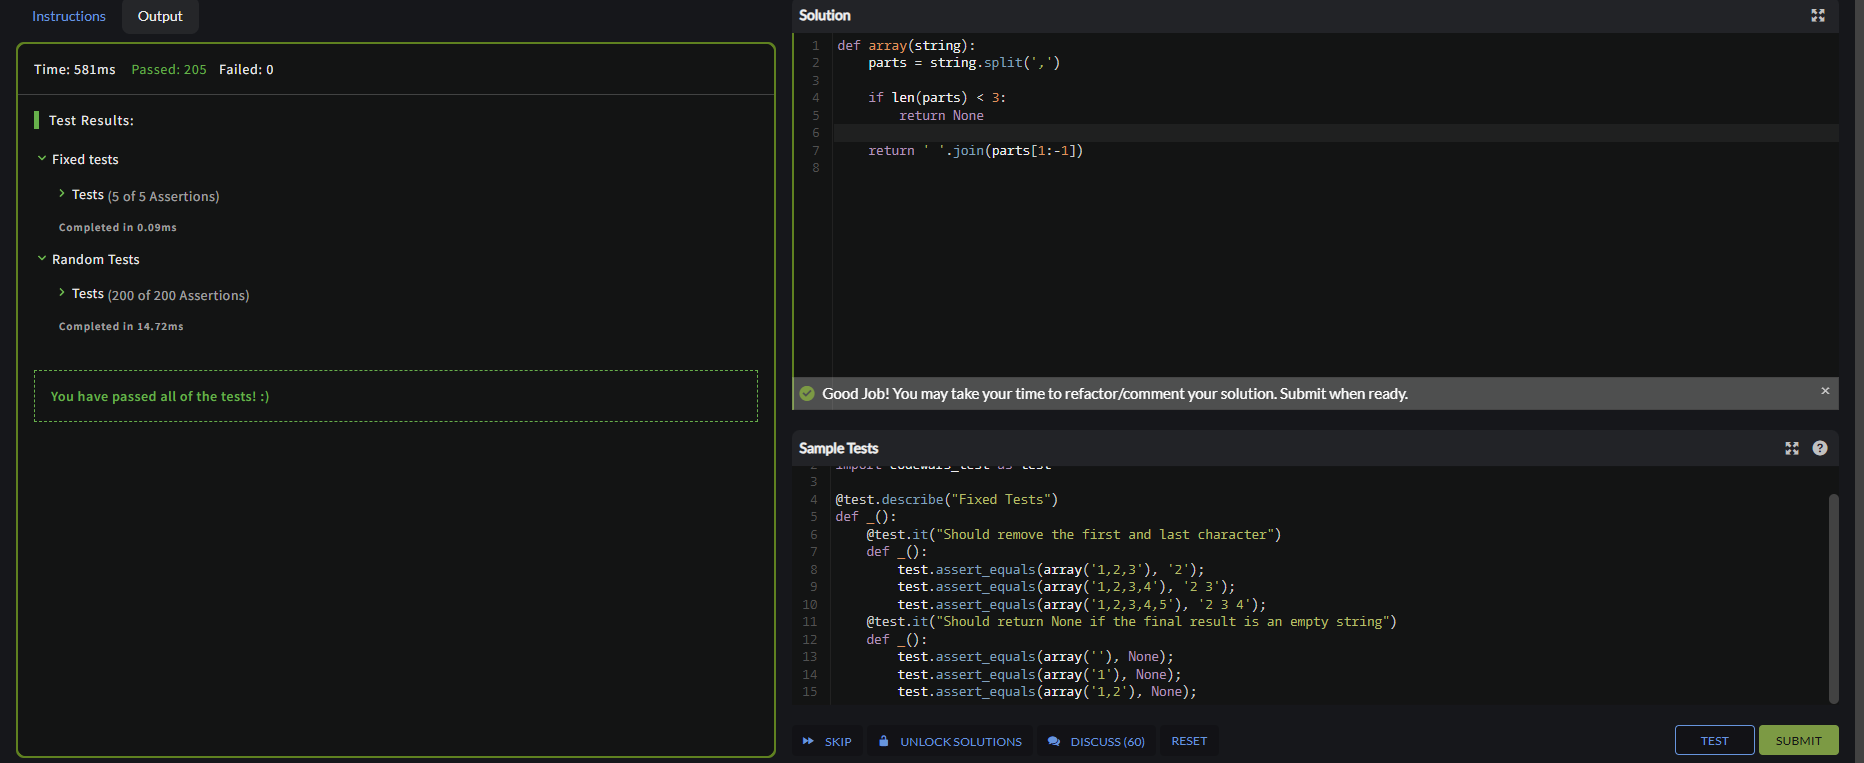 Instructions
Output
Time: 581ms Passed: 205 Failed: 0
Test Results:
Fixed tests
Tests (5 of 5 Assertions)
Completed in 0.09ms
Random Tests
Tests (200 of 200 Assertions)
Completed in 14.72ms
You have passed all of the tests! :)
Solution
1 def array(string):
2     parts = string.split(',')
3
4     if len(parts) < 3:
5         return None
6
7     return ' '.join(parts[1:-1])
8
Good Job! You may take your time to refactor/comment your solution. Submit when ready.
Sample Tests
2 import codewars_test as test
3
4 @test.describe("Fixed Tests")
5 def _():
6     @test.it("Should remove the first and last character")
7     def _():
8         test.assert_equals(array('1,2,3'), '2');
9         test.assert_equals(array('1,2,3,4'), '2 3');
10         test.assert_equals(array('1,2,3,4,5'), '2 3 4');
11     @test.it("Should return None if the final result is an empty string")
12     def _():
13         test.assert_equals(array(''), None);
14         test.assert_equals(array('1'), None);
15         test.assert_equals(array('1,2'), None);
SKIP
UNLOCK SOLUTIONS
DISCUSS (60)
RESET
TEST
SUBMIT